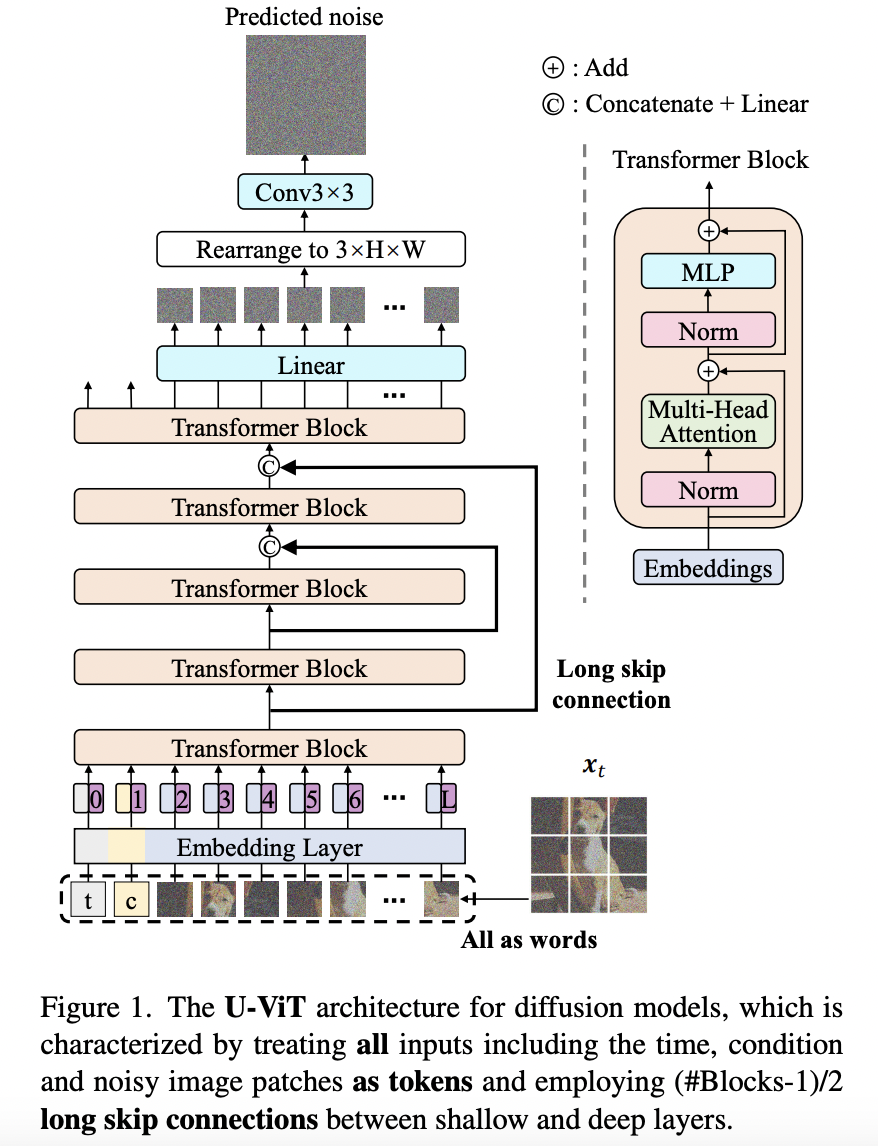 Predicted noise
Conv3×3
Rearrange to 3×H×W
...
Linear
...
Transformer Block
C
Transformer Block
C
Transformer Block
Transformer Block
Transformer Block
0 1 2 3 4 5 6 ... L
Embedding Layer
t c ...
All as words
Long skip
connection
xₜ
+ : Add
C : Concatenate + Linear
Transformer Block
+
MLP
Norm
+
Multi-Head
Attention
Norm
Embeddings
Figure 1. The U-ViT architecture for diffusion models, which is
characterized by treating all inputs including the time, condition
and noisy image patches as tokens and employing (#Blocks-1)/2
long skip connections between shallow and deep layers.